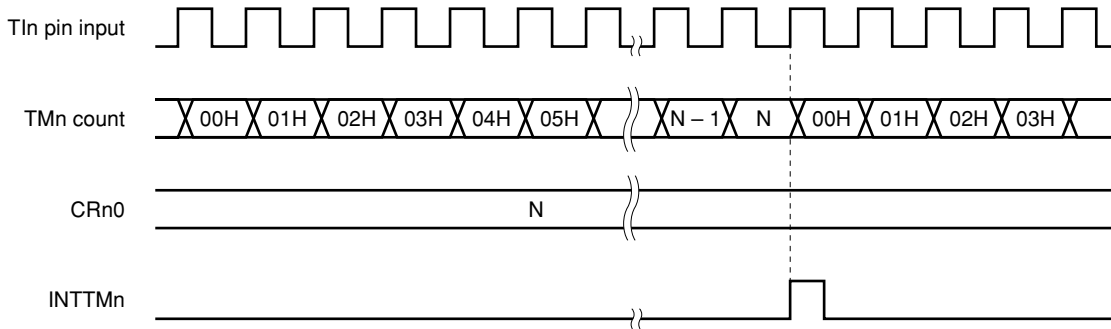 TIn pin input
TMn count 00H 01H 02H 03H 04H 05H N – 1 N 00H 01H 02H 03H
CRn0 N
INTTMn